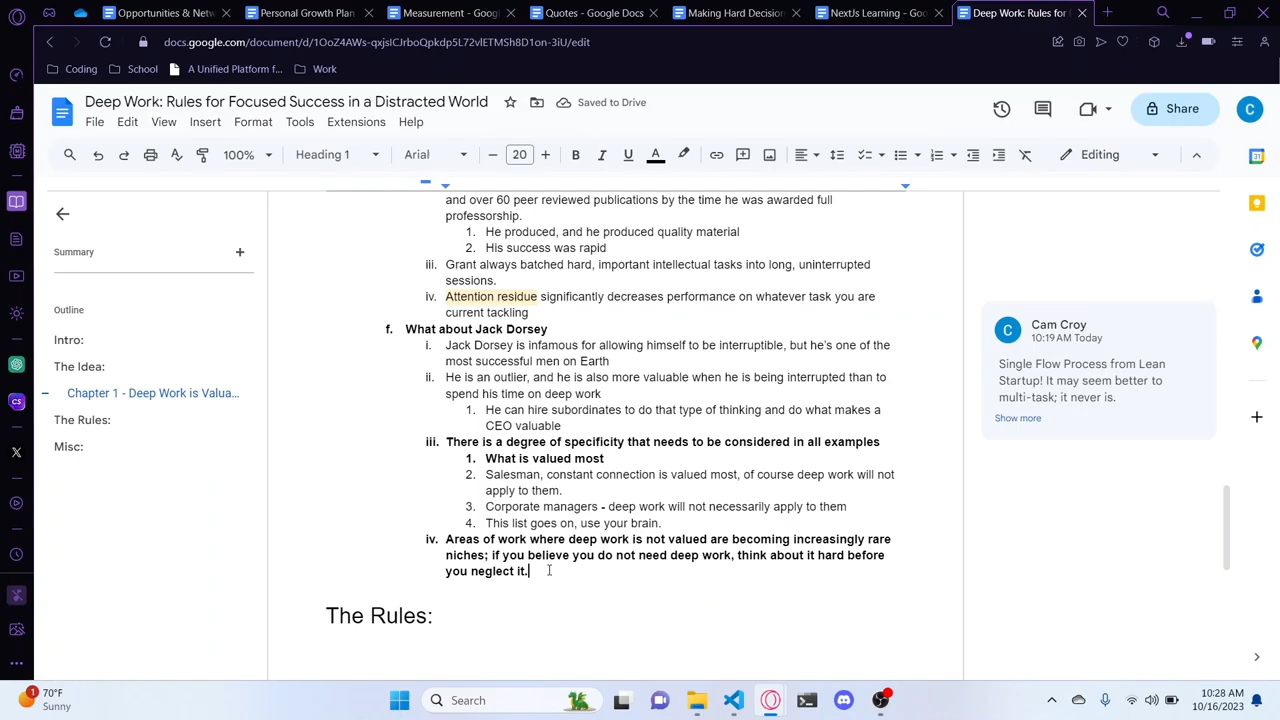 Opportunities & Netw
Personal Growth Plan
Measurement - Googl
Quotes - Google Docs
Making Hard Decision
NextJs Learning - Goo
Deep Work: Rules for F
docs.google.com/document/d/1OoZ4AWs-qxjsICJrboQpkdp5L72vlETMSh8D1on-3iU/edit
Coding
School
A Unified Platform f...
Work
Deep Work: Rules for Focused Success in a Distracted World
Saved to Drive
File Edit View Insert Format Tools Extensions Help
Share
C
100%
Heading 1
Arial
20
B I U A
Editing
31
Summary
Outline
Intro:
The Idea:
Chapter 1 - Deep Work is Valua...
The Rules:
Misc:
and over 60 peer reviewed publications by the time he was awarded full
professorship.
1. He produced, and he produced quality material
2. His success was rapid
iii. Grant always batched hard, important intellectual tasks into long, uninterrupted
sessions.
iv. Attention residue significantly decreases performance on whatever task you are
current tackling
f. What about Jack Dorsey
i. Jack Dorsey is infamous for allowing himself to be interruptible, but he's one of the
most successful men on Earth
ii. He is an outlier, and he is also more valuable when he is being interrupted than to
spend his time on deep work
1. He can hire subordinates to do that type of thinking and do what makes a
CEO valuable
iii. There is a degree of specificity that needs to be considered in all examples
1. What is valued most
2. Salesman, constant connection is valued most, of course deep work will not
apply to them.
3. Corporate managers - deep work will not necessarily apply to them
4. This list goes on, use your brain.
iv. Areas of work where deep work is not valued are becoming increasingly rare
niches; if you believe you do not need deep work, think about it hard before
you neglect it.
The Rules:
C
Cam Croy
10:19 AM Today
Single Flow Process from Lean
Startup! It may seem better to
multi-task; it never is.
Show more
CS
1
70°F
Sunny
Search
10:28 AM
10/16/2023